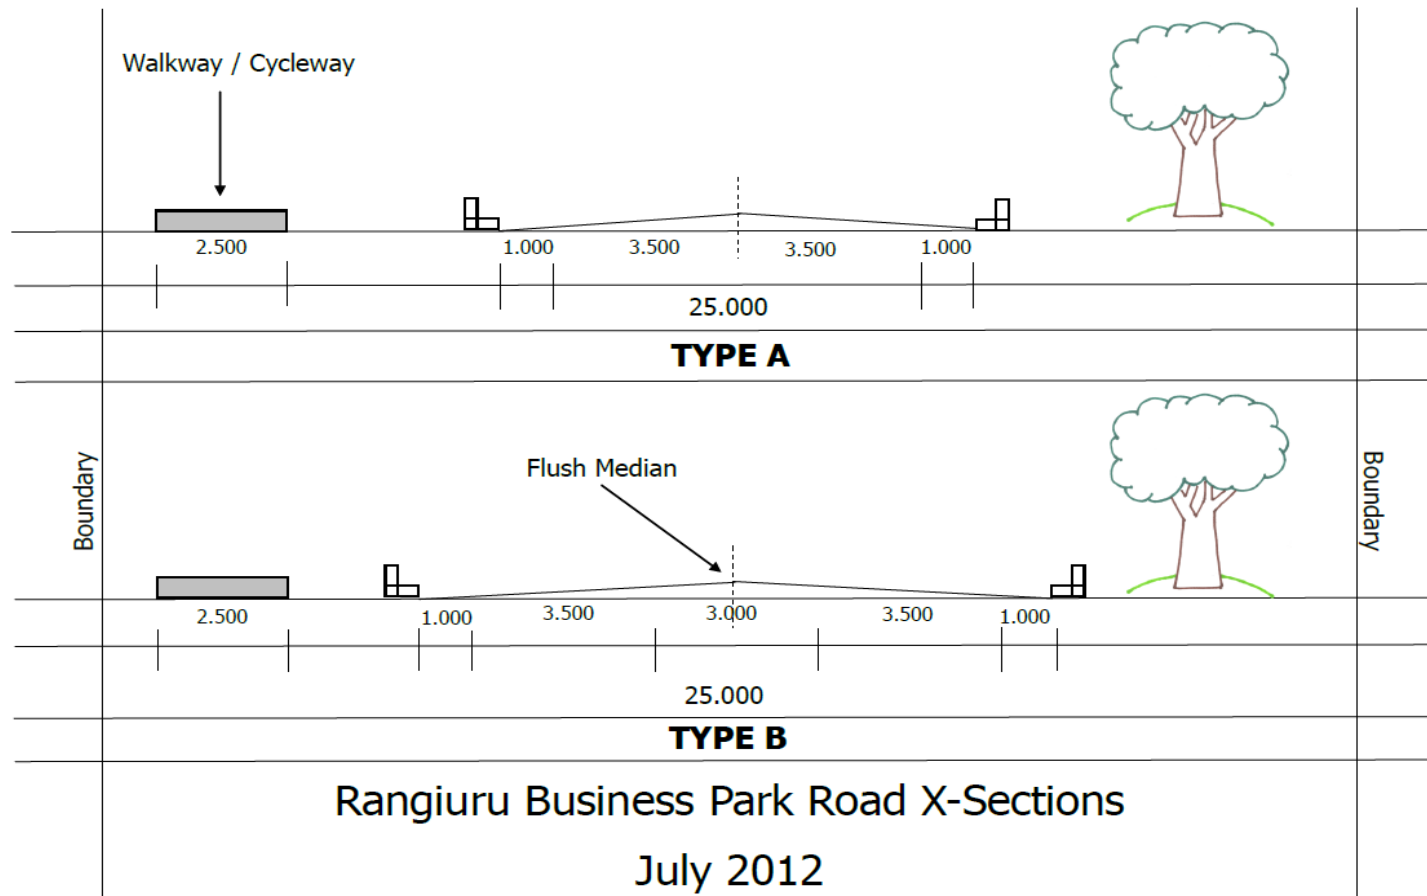 Walkway / Cycleway
2.500 1.000 3.500 3.500 1.000
25.000
TYPE A
Boundary
Boundary
Flush Median
2.500 1.000 3.500 3.000 3.500 1.000
25.000
TYPE B
Rangiuru Business Park Road X-Sections
July 2012